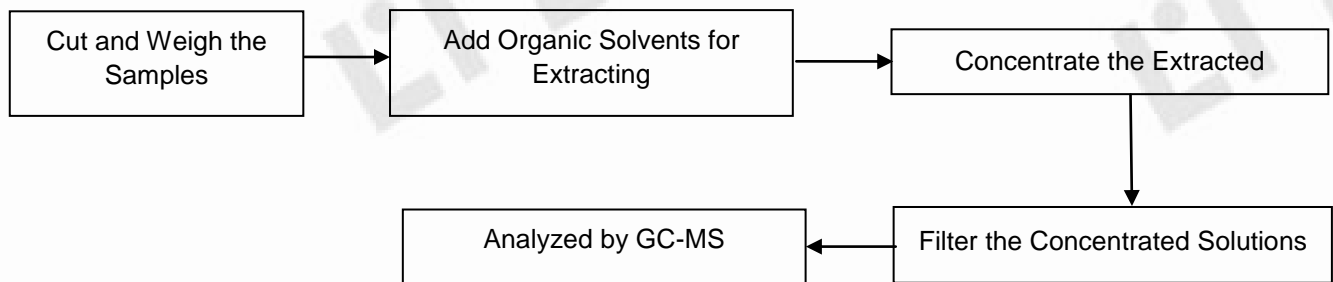 Cut and Weigh the
Samples
Add Organic Solvents for
Extracting
Concentrate the Extracted
Filter the Concentrated Solutions
Analyzed by GC-MS